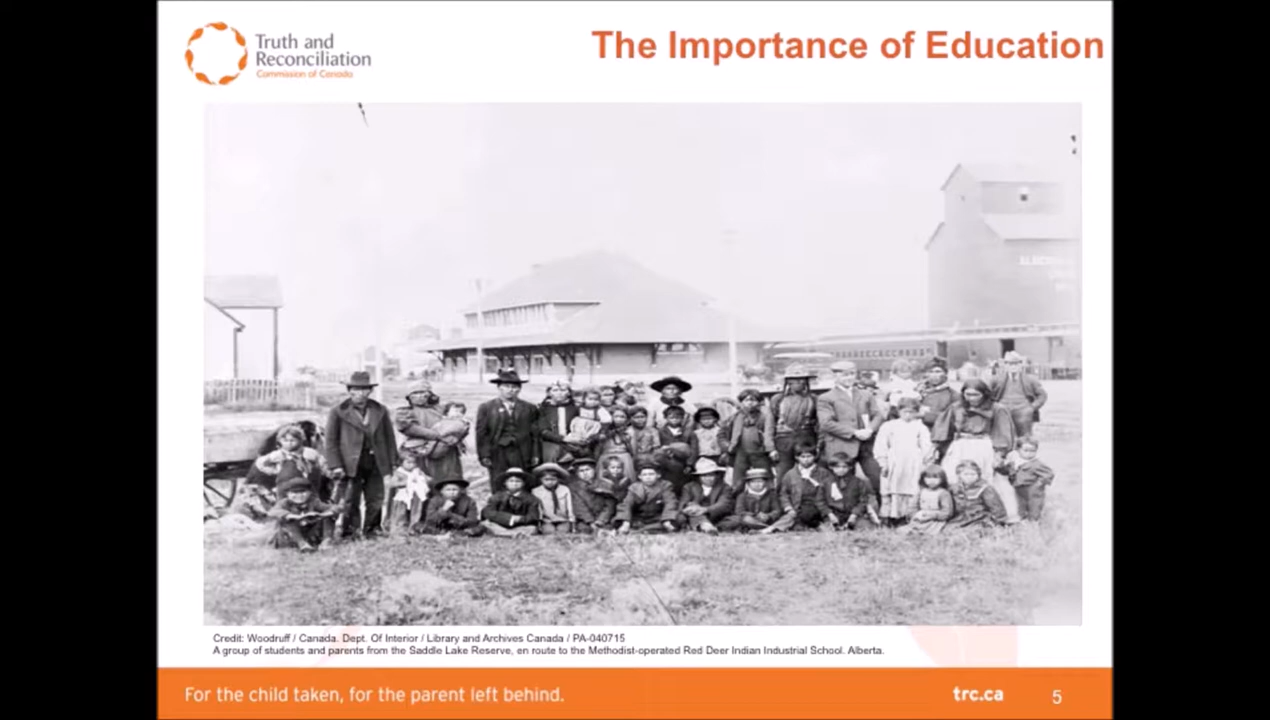 Truth and
Reconciliation
Commission of Canada
The Importance of Education
Credit: Woodruff / Canada. Dept. Of Interior / Library and Archives Canada / PA-040715
A group of students and parents from the Saddle Lake Reserve, en route to the Methodist-operated Red Deer Indian Industrial School. Alberta.
For the child taken, for the parent left behind.
trc.ca
5